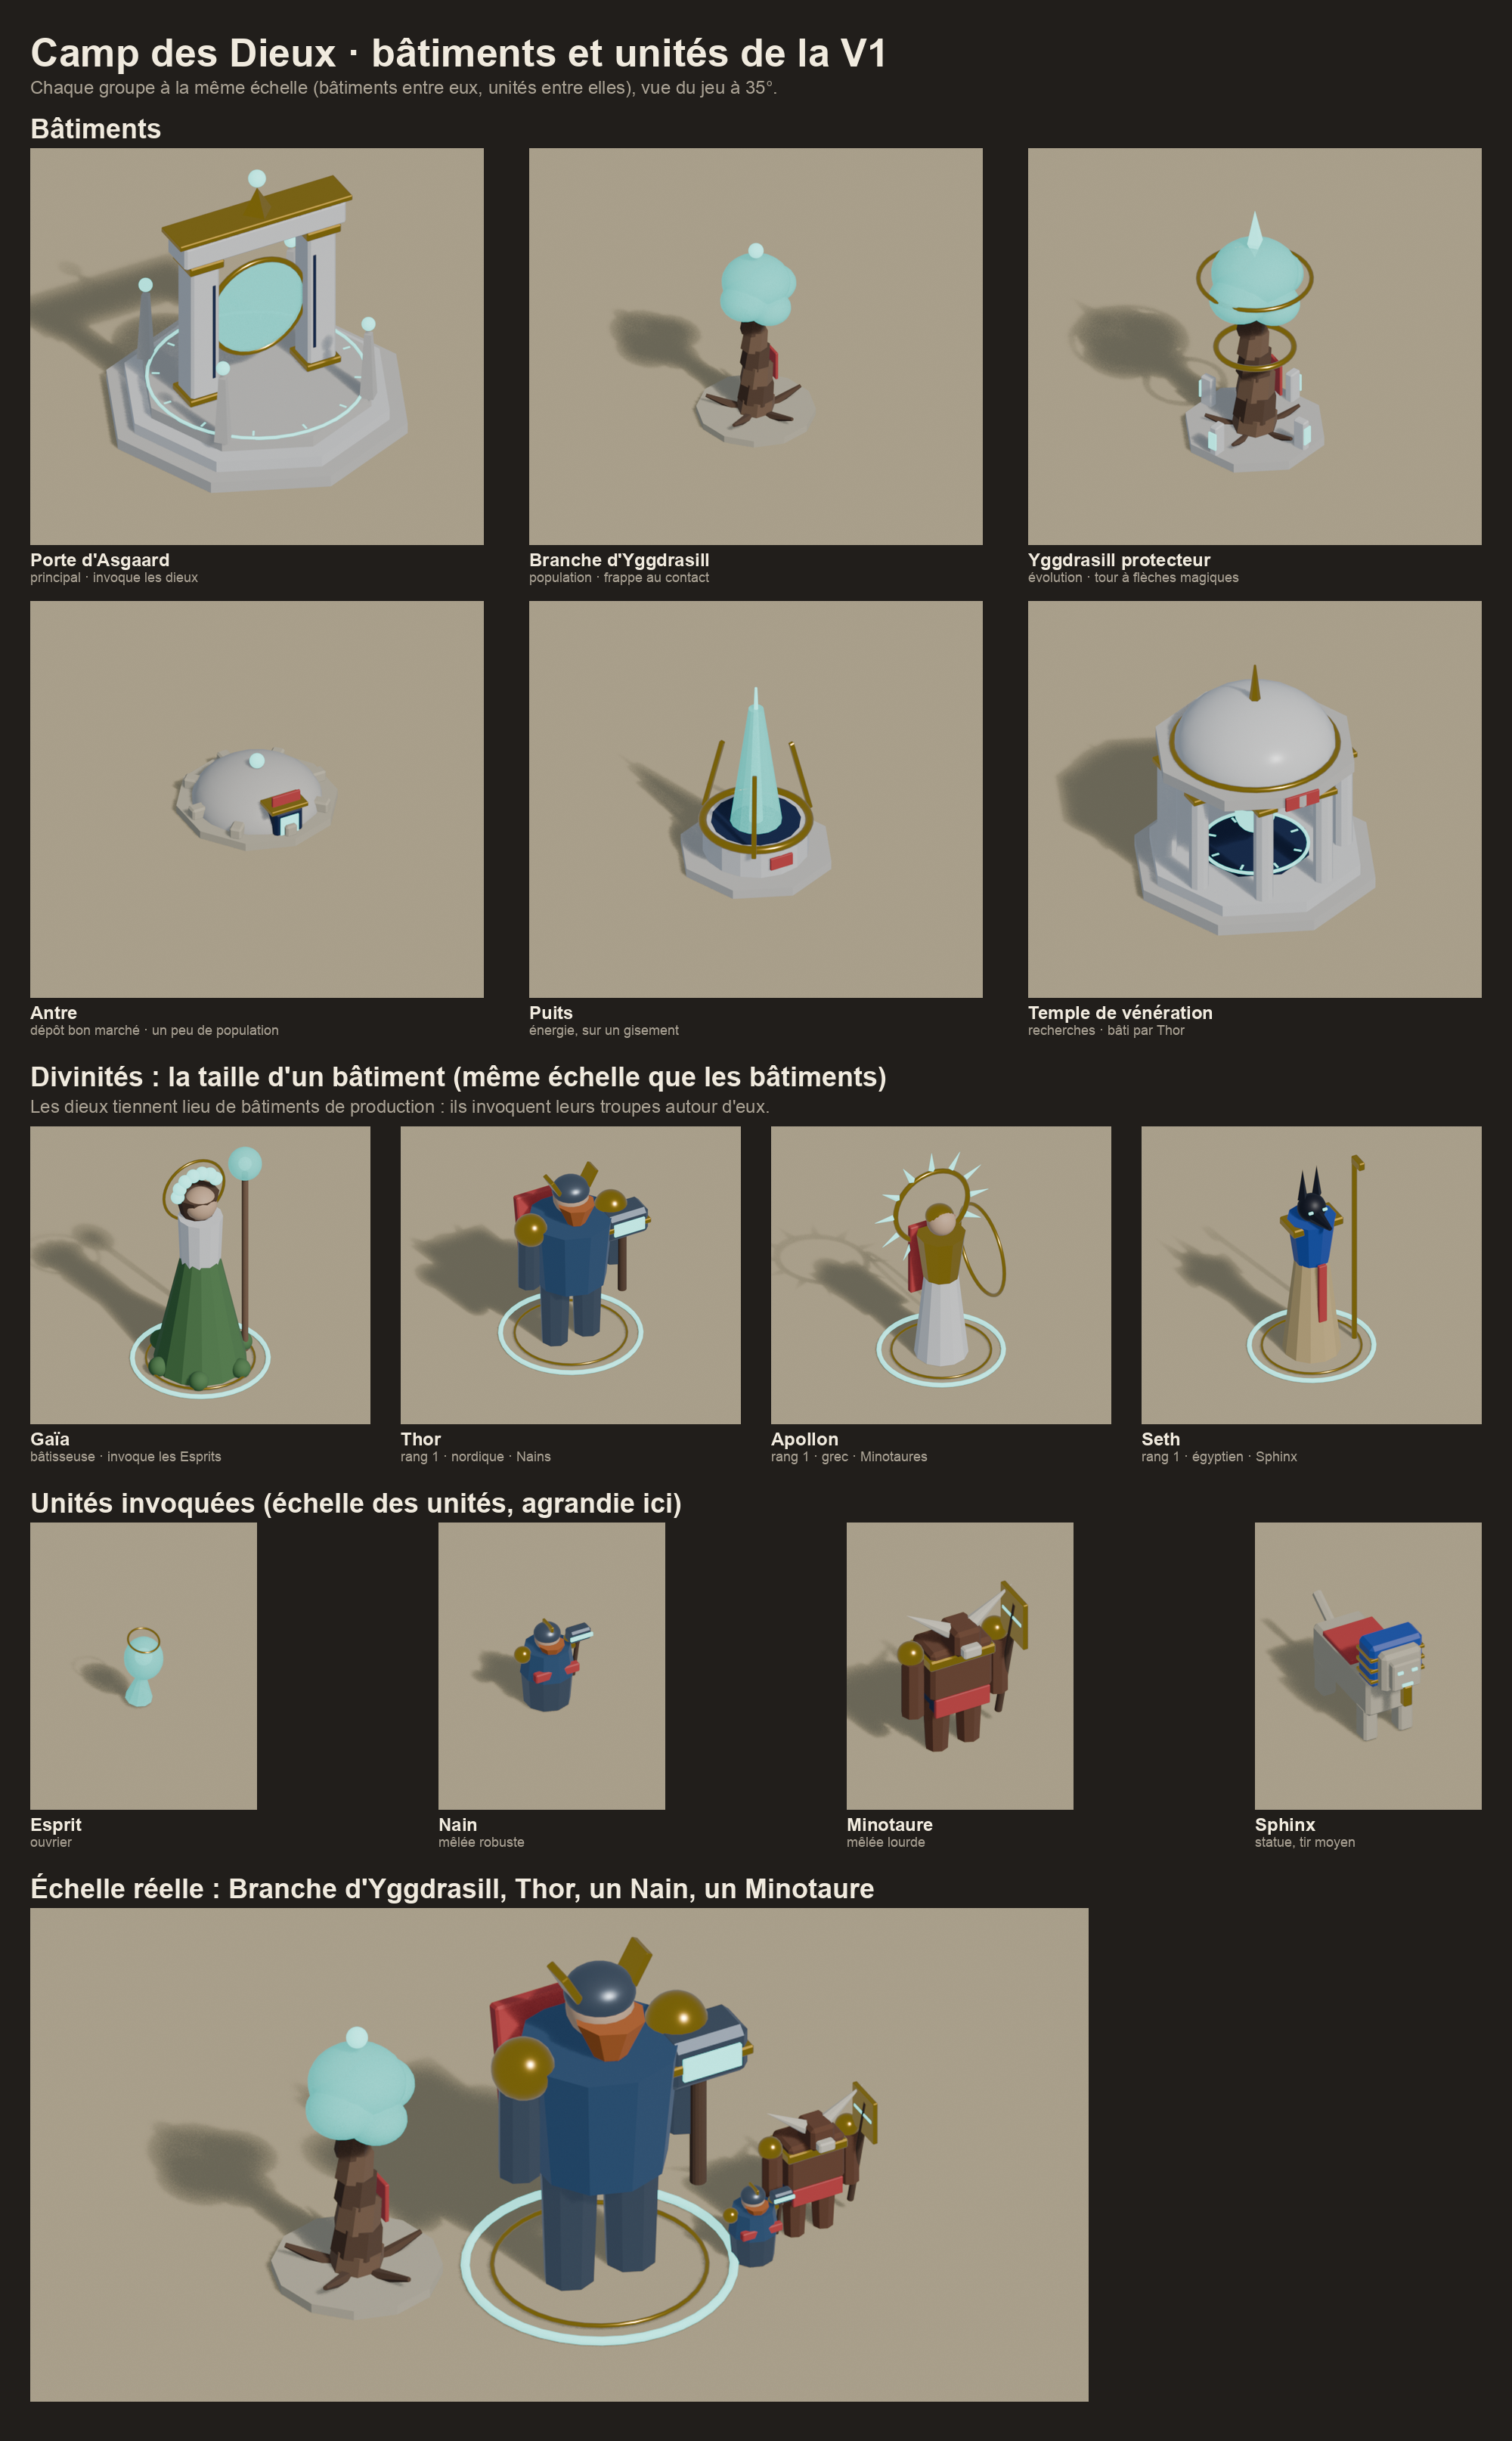 Camp des Dieux · bâtiments et unités de la V1
Chaque groupe à la même échelle (bâtiments entre eux, unités entre elles), vue du jeu à 35°.
Bâtiments
Porte d'Asgaard
principal · invoque les dieux
Branche d'Yggdrasill
population · frappe au contact
Yggdrasill protecteur
évolution · tour à flèches magiques
Antre
dépôt bon marché · un peu de population
Puits
énergie, sur un gisement
Temple de vénération
recherches · bâti par Thor
Divinités : la taille d'un bâtiment (même échelle que les bâtiments)
Les dieux tiennent lieu de bâtiments de production : ils invoquent leurs troupes autour d'eux.
Gaïa
bâtisseuse · invoque les Esprits
Thor
rang 1 · nordique · Nains
Apollon
rang 1 · grec · Minotaures
Seth
rang 1 · égyptien · Sphinx
Unités invoquées (échelle des unités, agrandie ici)
Esprit
ouvrier
Nain
mêlée robuste
Minotaure
mêlée lourde
Sphinx
statue, tir moyen
Échelle réelle : Branche d'Yggdrasill, Thor, un Nain, un Minotaure